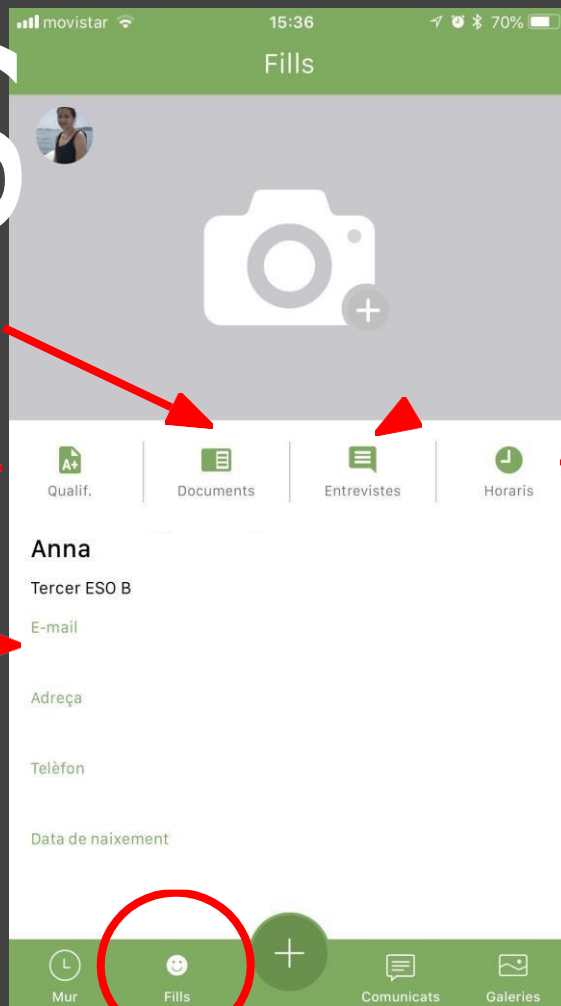 movistar 15:36 70%
Fills
A+
Qualif. Documents Entrevistes Horaris
Anna
Tercer ESO B
E-mail
Adreça
Telèfon
Data de naixement
Mur Fills Comunicats Galeries